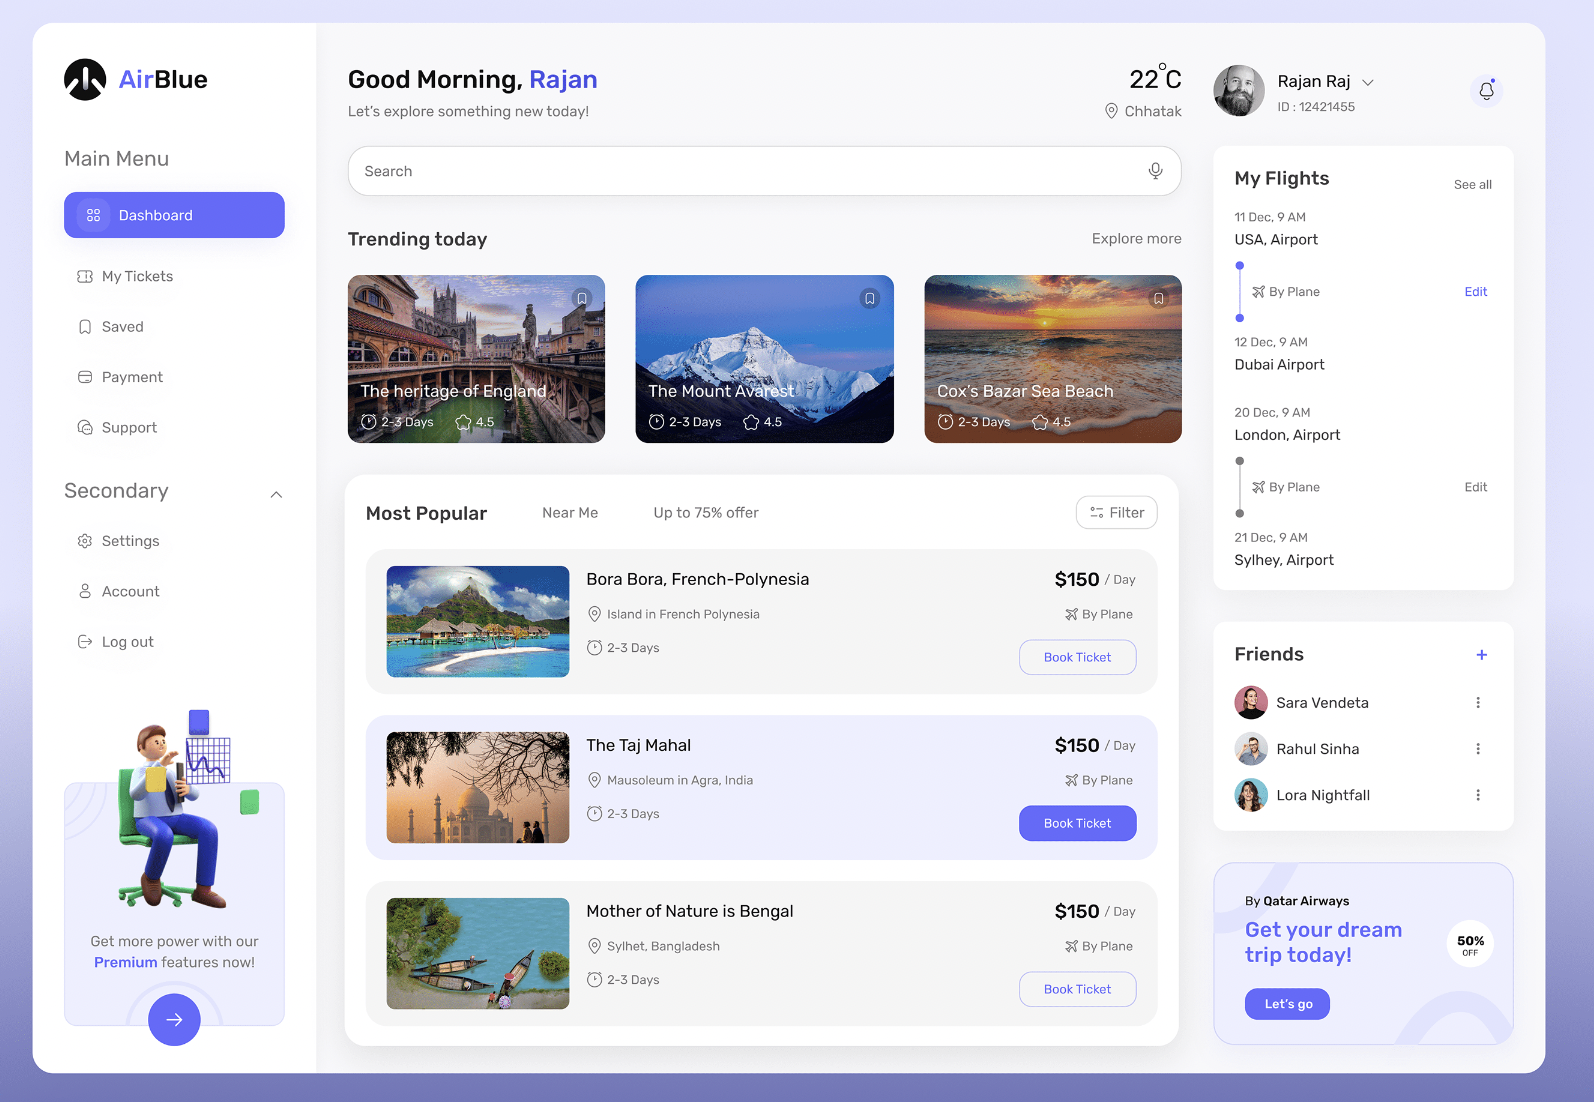 AirBlue
Main Menu
Dashboard
My Tickets
Saved
Payment
Support
Secondary
Settings
Account
Log out
Get more power with our
Premium features now!
Good Morning, Rajan
Let's explore something new today!
22°C
Chhatak
Search
Trending today
Explore more
The heritage of England
2-3 Days 4.5
The Mount Avarest
2-3 Days 4.5
Cox's Bazar Sea Beach
2-3 Days 4.5
Most Popular
Near Me
Up to 75% offer
Filter
Bora Bora, French-Polynesia
$150 / Day
Island in French Polynesia
By Plane
2-3 Days
Book Ticket
The Taj Mahal
$150 / Day
Mausoleum in Agra, India
By Plane
2-3 Days
Book Ticket
Mother of Nature is Bengal
$150 / Day
Sylhet, Bangladesh
By Plane
2-3 Days
Book Ticket
Rajan Raj
ID : 12421455
My Flights
See all
11 Dec, 9 AM
USA, Airport
By Plane
Edit
12 Dec, 9 AM
Dubai Airport
20 Dec, 9 AM
London, Airport
By Plane
Edit
21 Dec, 9 AM
Sylhey, Airport
Friends
+
Sara Vendeta
Rahul Sinha
Lora Nightfall
By Qatar Airways
Get your dream
trip today!
50%
OFF
Let's go